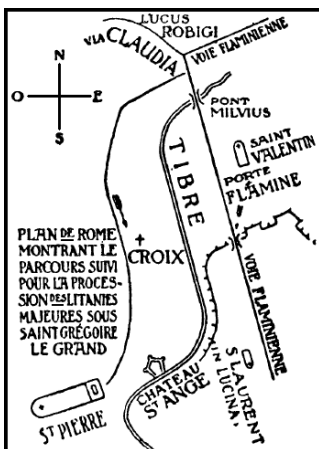 LUCUS
ROBIGI
VIA CLAUDIA
VOIE FLAMINIENNE
N
O
E
S
PONT
MILVIUS
TIBRE
SAINT
VALENTIN
PORTE
FLAMINE
PLAN DE ROME
MONTRANT LE
PARCOURS SUIVI
POUR LA PROCES-
SION DES LITANIES
MAJEURES SOUS
SAINT GRÉGOIRE
LE GRAND
CROIX
VOIE FLAMINIENNE
CHATEAU
ST ANGE
S LAURENT
IN LUCINA
ST PIERRE